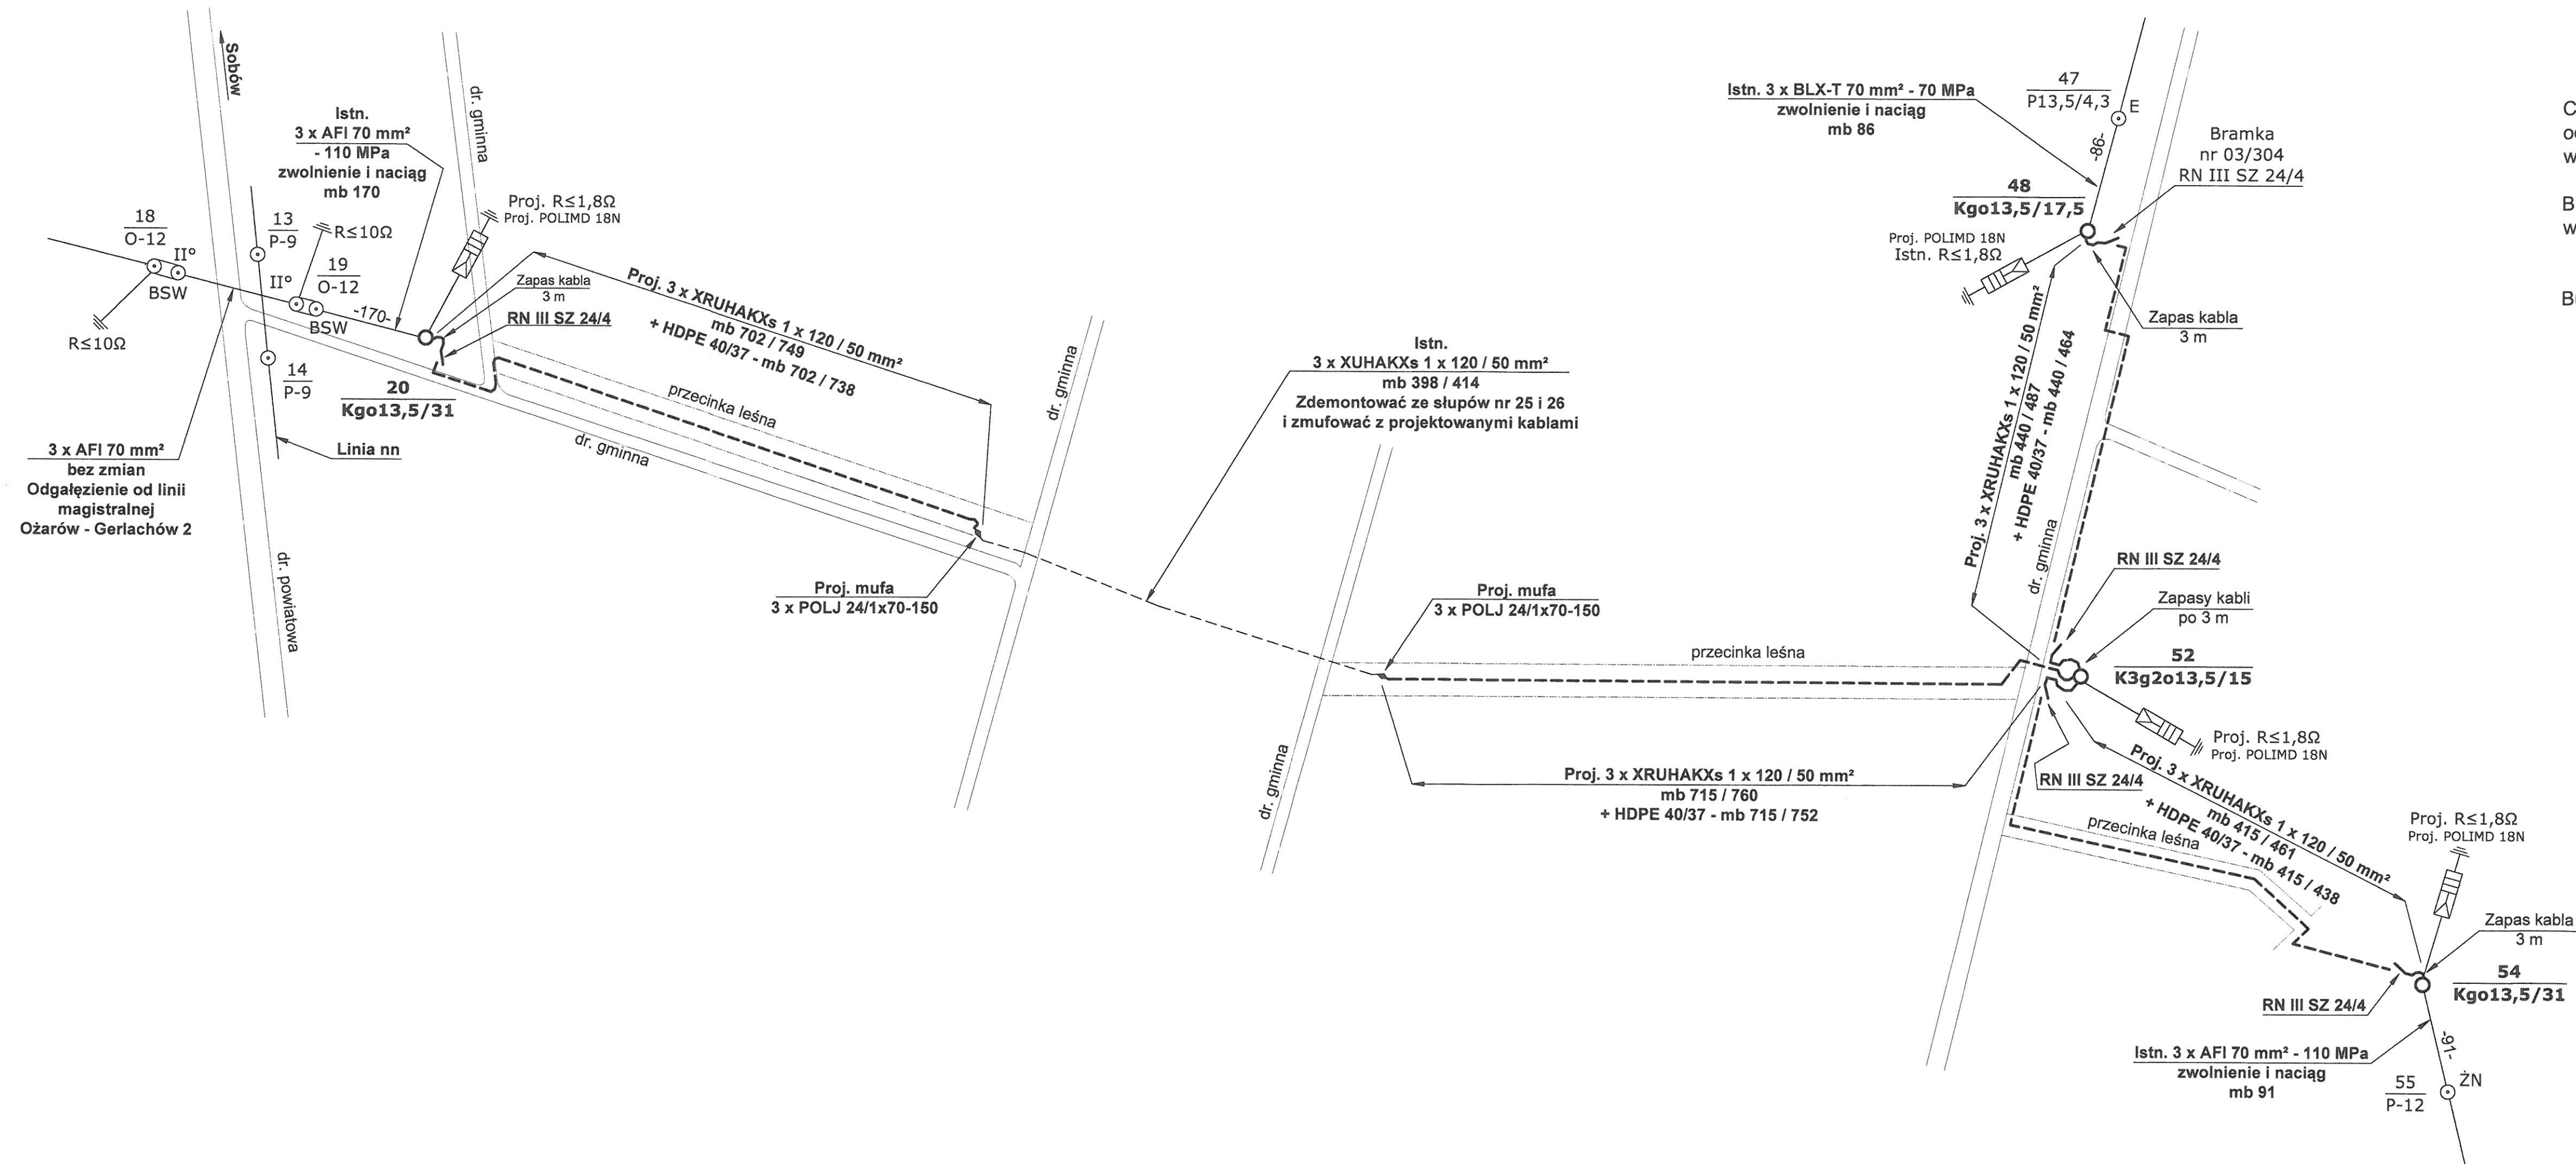 Sobów
dr. gminna
Istn.
3 x AFl 70 mm²
- 110 MPa
zwolnienie i naciąg
mb 170
Proj. R≤1,8Ω
Proj. POLIMD 18N
18
O-12
II°
BSW
R≤10Ω
13
P-9
R≤10Ω
II°
19
O-12
BSW
-170-
Zapas kabla
3 m
RN III SZ 24/4
14
P-9
20
Kgo13,5/31
Linia nn
3 x AFl 70 mm²
bez zmian
Odgałęzienie od linii
magistralnej
Ożarów - Gerlachów 2
dr. powiatowa
Proj. 3 x XRUHAKXs 1 x 120 / 50 mm²
mb 702 / 749
+ HDPE 40/37 - mb 702 / 738
przecinka leśna
dr. gminna
Proj. mufa
3 x POLJ 24/1x70-150
dr. gminna
Istn.
3 x XUHAKXs 1 x 120 / 50 mm²
mb 398 / 414
Zdemontować ze słupów nr 25 i 26
i zmufować z projektowanymi kablami
dr. gminna
Proj. mufa
3 x POLJ 24/1x70-150
przecinka leśna
Proj. 3 x XRUHAKXs 1 x 120 / 50 mm²
mb 715 / 760
+ HDPE 40/37 - mb 715 / 752
Istn. 3 x BLX-T 70 mm² - 70 MPa
zwolnienie i naciąg
mb 86
47
P13,5/4,3
E
-86-
Bramka
nr 03/304
RN III SZ 24/4
48
Kgo13,5/17,5
Proj. POLIMD 18N
Istn. R≤1,8Ω
Zapas kabla
3 m
Proj. 3 x XRUHAKXs 1 x 120 / 50 mm²
mb 440 / 487
+ HDPE 40/37 - mb 440 / 464
dr. gminna
RN III SZ 24/4
Zapasy kabli
po 3 m
52
K3g2o13,5/15
Proj. R≤1,8Ω
Proj. POLIMD 18N
RN III SZ 24/4
Proj. 3 x XRUHAKXs 1 x 120 / 50 mm²
mb 415 / 461
+ HDPE 40/37 - mb 415 / 438
przecinka leśna
Proj. R≤1,8Ω
Proj. POLIMD 18N
Zapas kabla
3 m
54
Kgo13,5/31
RN III SZ 24/4
Istn. 3 x AFl 70 mm² - 110 MPa
zwolnienie i naciąg
mb 91
-91-
55
P-12
ŻN